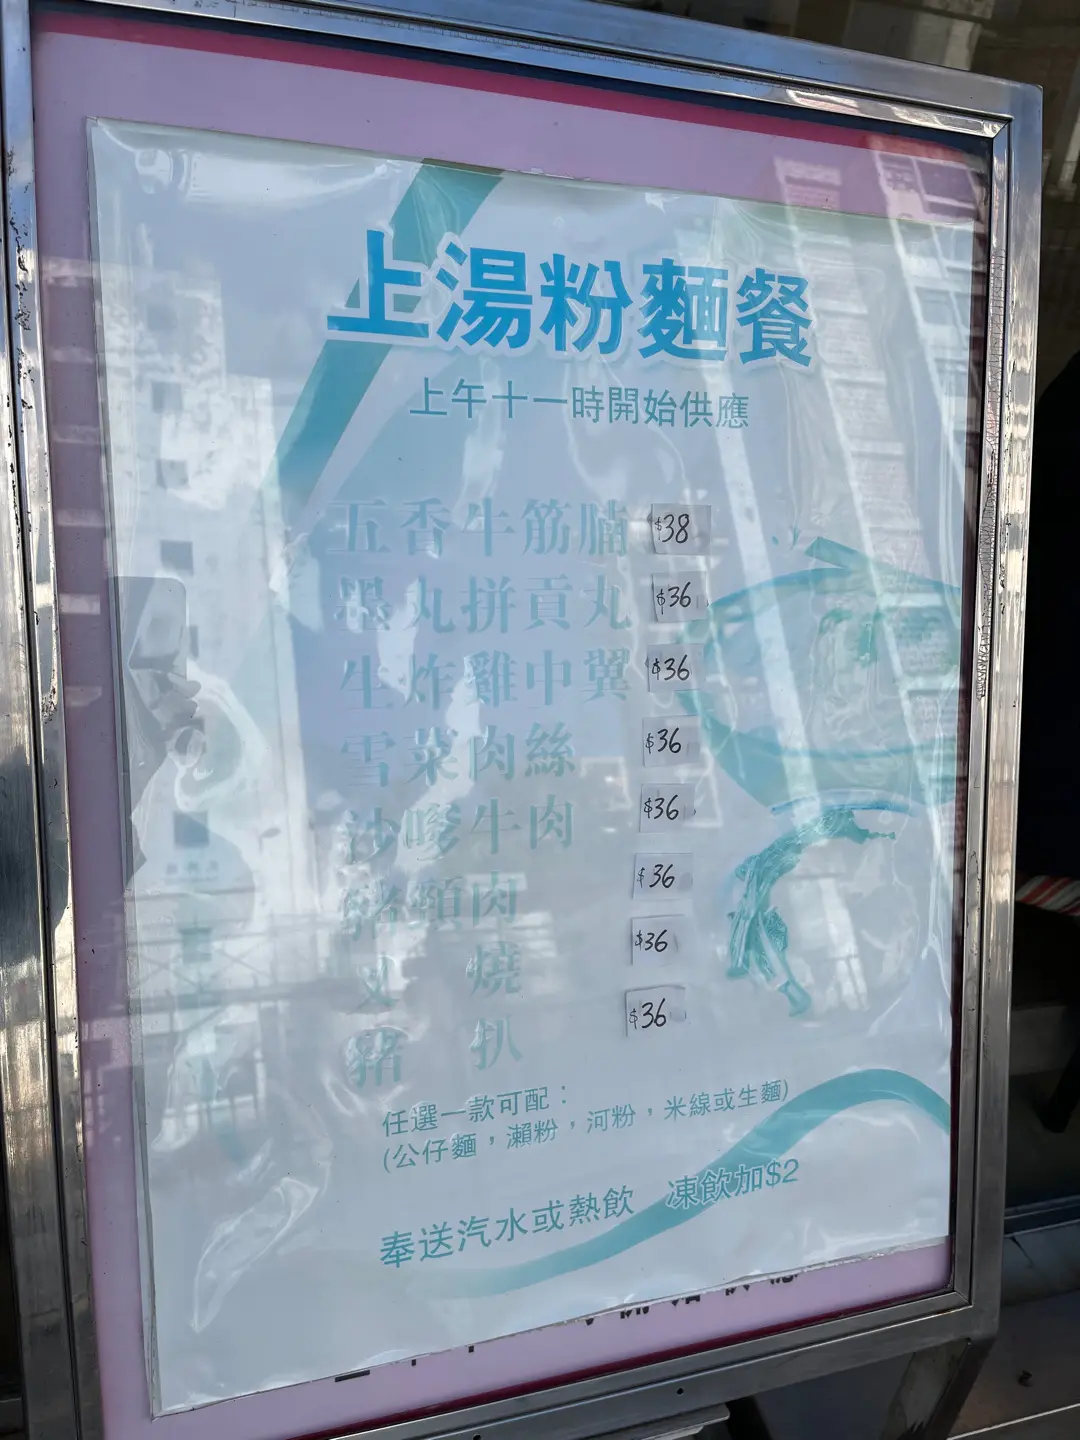 上湯粉麵餐
上午十一時開始供應
五香牛筋腩 $38
墨丸拼貢丸 $36
生炸雞中翼 $36
雪菜肉絲 $36
沙嗲牛肉 $36
豬頸肉 $36
叉燒 $36
豬扒 $36
任選一款可配：
(公仔麵，瀨粉，河粉，米線或生麵)
奉送汽水或熱飲 凍飲加$2